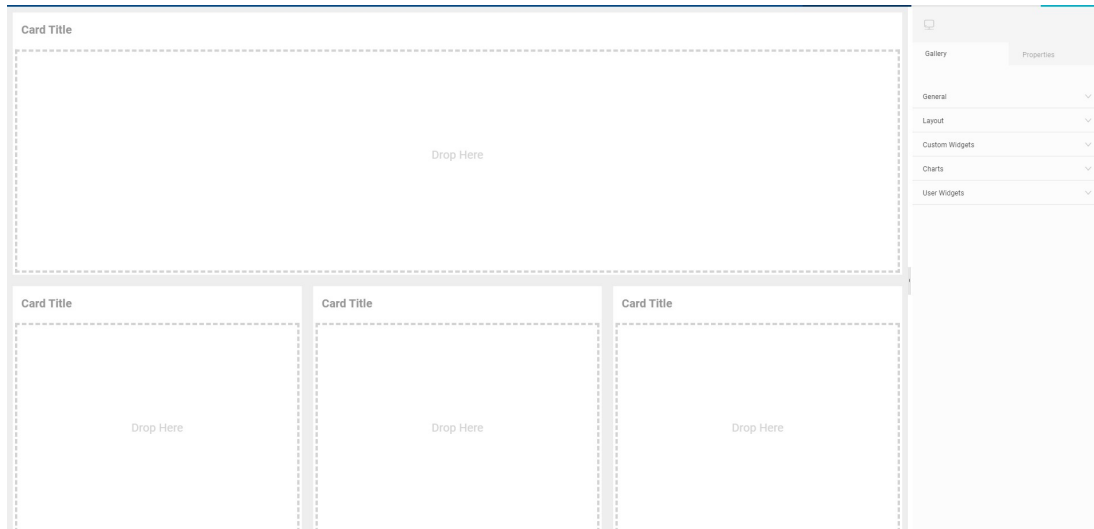 Card Title
Drop Here
Card Title
Card Title
Card Title
Drop Here
Drop Here
Drop Here
Gallery
Properties
General
Layout
Custom Widgets
Charts
User Widgets